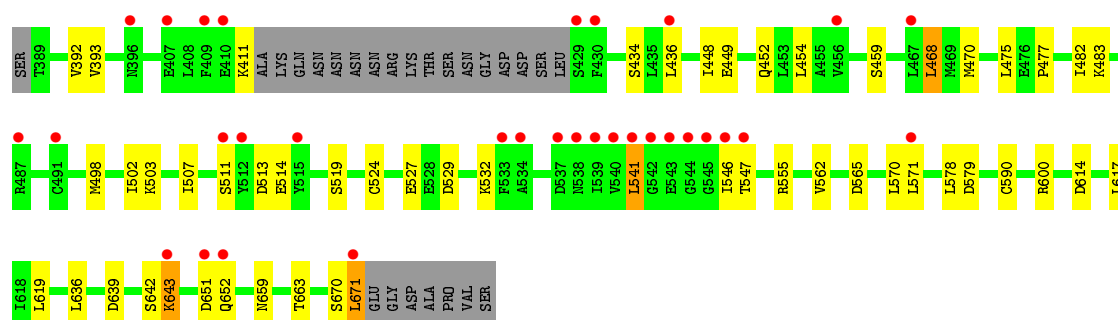 SER T389 V392 V393 N396 E407 L408 F409 E410 K411 ALA LYS GLN ASN ASN ASN ASN ARG LYS THR SER ASN GLY ASP ASP SER LEU S429 F430 S434 L435 L436 I448 E449 Q452 L453 L454 A455 V456 S459 L467 L468 M469 M470 L475 E476 P477 I482 K483
R487 C491 M498 I502 K503 I507 S511 Y512 D513 E514 Y515 S519 C524 E527 E528 D529 K532 F533 A534 D537 N538 I539 V540 L541 G542 E543 G544 G545 I546 T547 R555 V562 D565 L570 L571 L578 D579 C590 R600 D614 L617
I618 L619 L636 D639 S642 K643 D651 Q652 N659 T663 S670 L671 GLU GLY ASP ALA PRO VAL SER